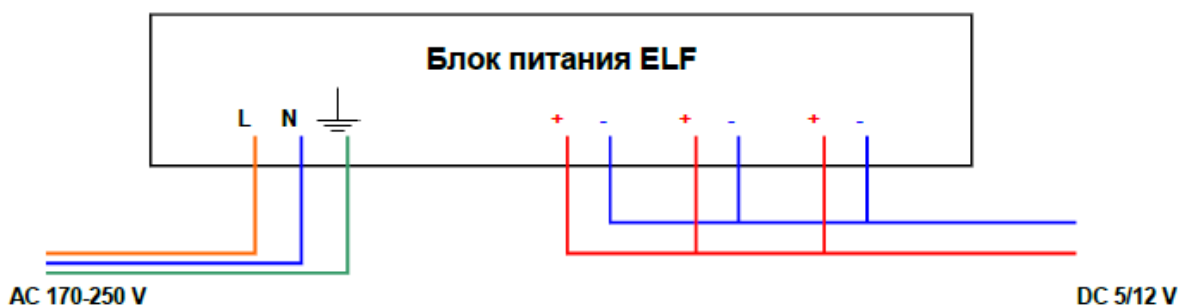 Блок питания ELF
L N + - + - + -
AC 170-250 V DC 5/12 V